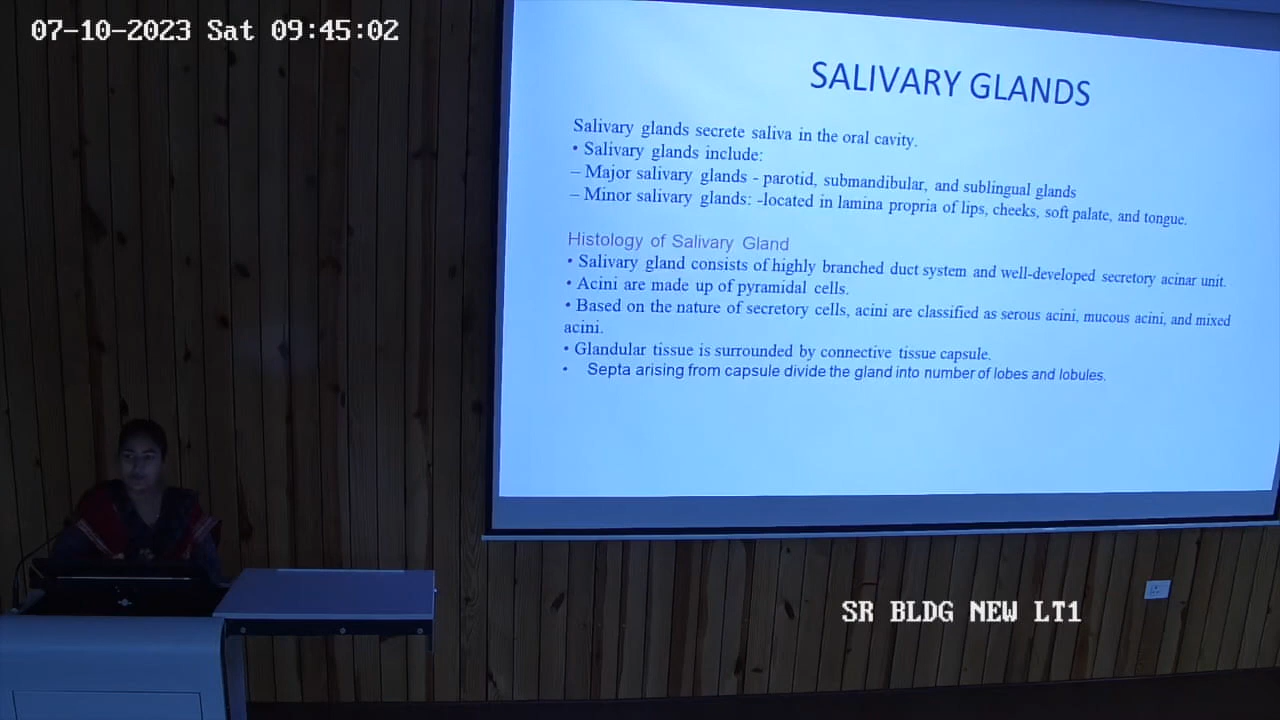 07-10-2023 Sat 09:45:02
SALIVARY GLANDS
Salivary glands secrete saliva in the oral cavity.
• Salivary glands include:
– Major salivary glands - parotid, submandibular, and sublingual glands
– Minor salivary glands: -located in lamina propria of lips, cheeks, soft palate, and tongue.
Histology of Salivary Gland
• Salivary gland consists of highly branched duct system and well-developed secretory acinar unit.
• Acini are made up of pyramidal cells.
• Based on the nature of secretory cells, acini are classified as serous acini, mucous acini, and mixed
acini.
• Glandular tissue is surrounded by connective tissue capsule.
• Septa arising from capsule divide the gland into number of lobes and lobules.
SR BLDG NEW LT1